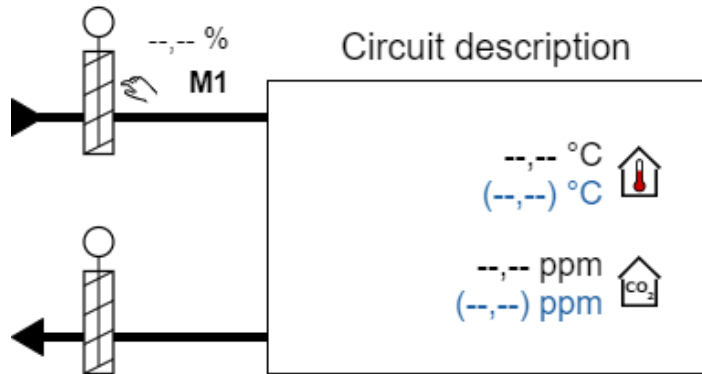 --,-- %
M1
Circuit description
--,-- °C
(--,--) °C
--,-- ppm
(--,--) ppm
CO₂